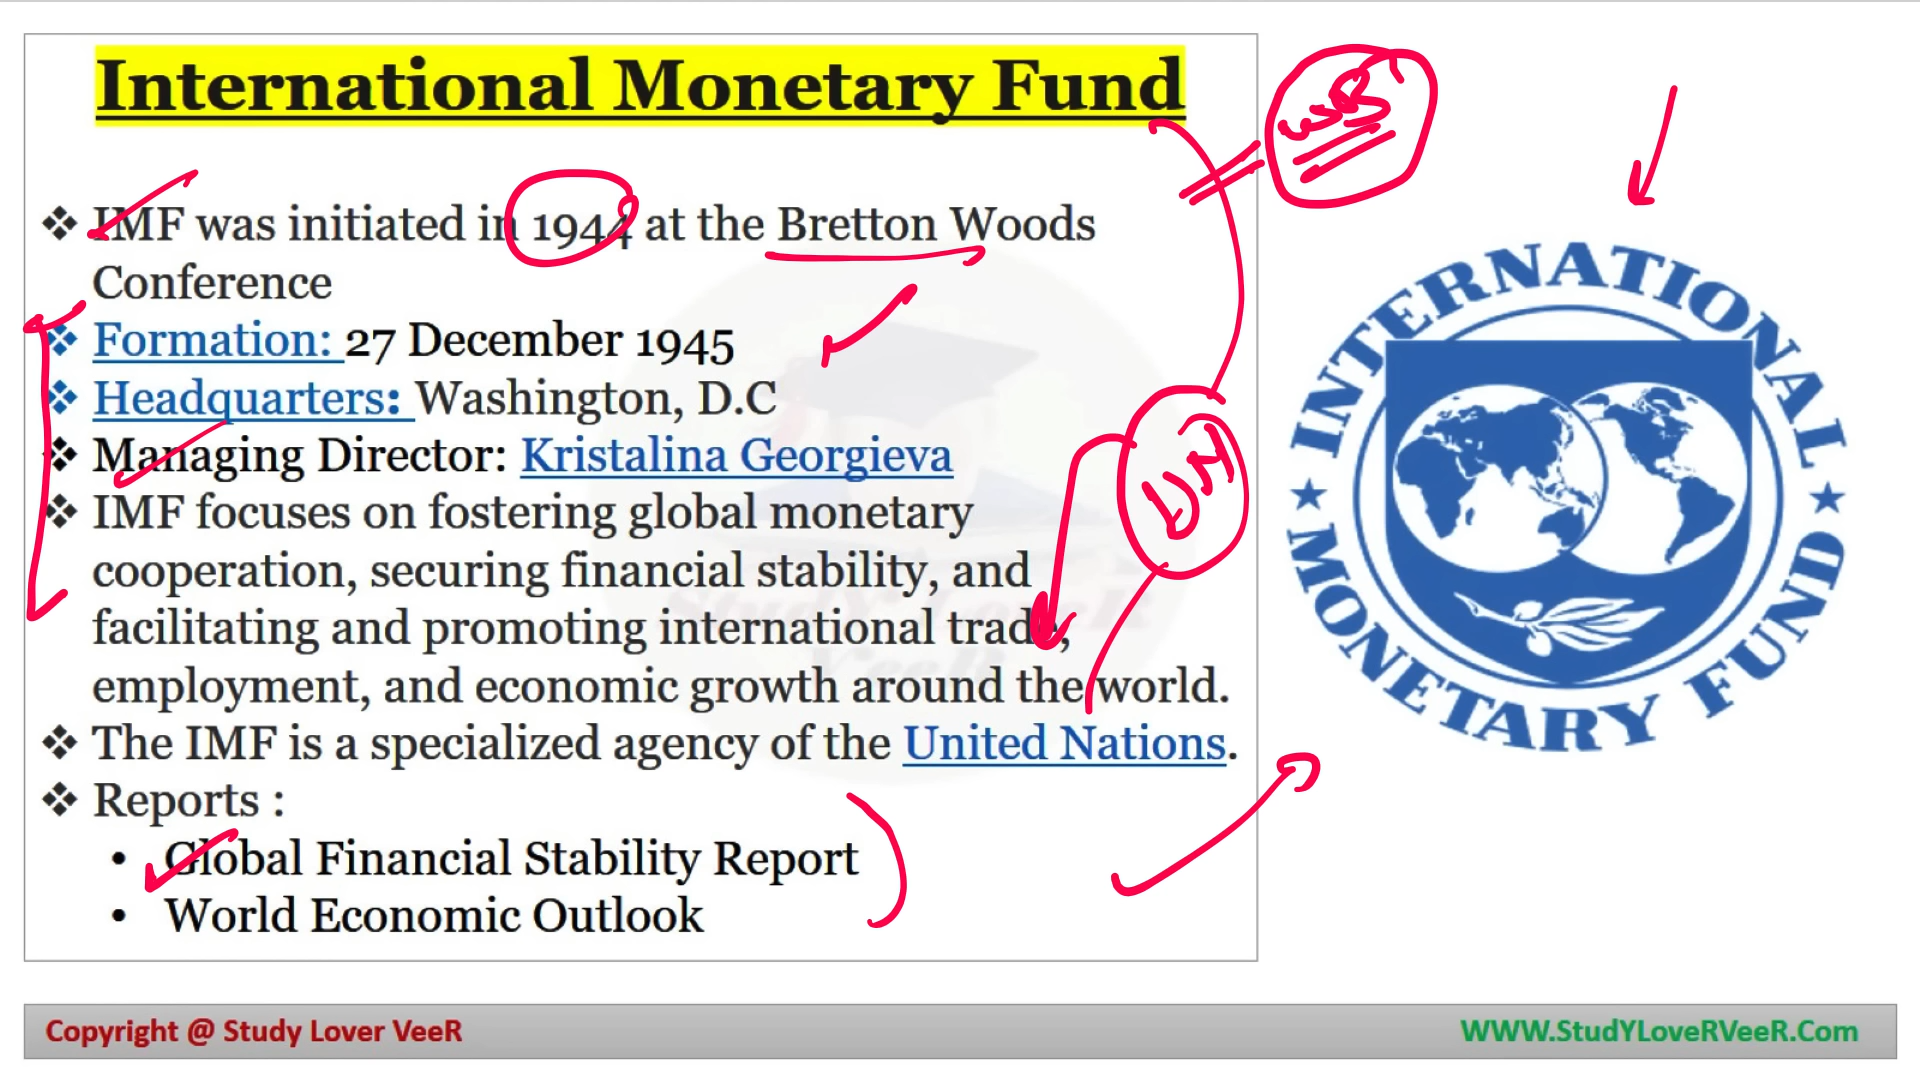 International Monetary Fund
❖ IMF was initiated in 1944 at the Bretton Woods
Conference
❖ Formation: 27 December 1945
❖ Headquarters: Washington, D.C
❖ Managing Director: Kristalina Georgieva
❖ IMF focuses on fostering global monetary
cooperation, securing financial stability, and
facilitating and promoting international trade,
employment, and economic growth around the world.
❖ The IMF is a specialized agency of the United Nations.
❖ Reports :
• Global Financial Stability Report
• World Economic Outlook
UN
INTERNATIONAL
MONETARY FUND
StudY LoveR
VeeR
Copyright @ Study Lover VeeR
WWW.StudYLoveRVeeR.Com